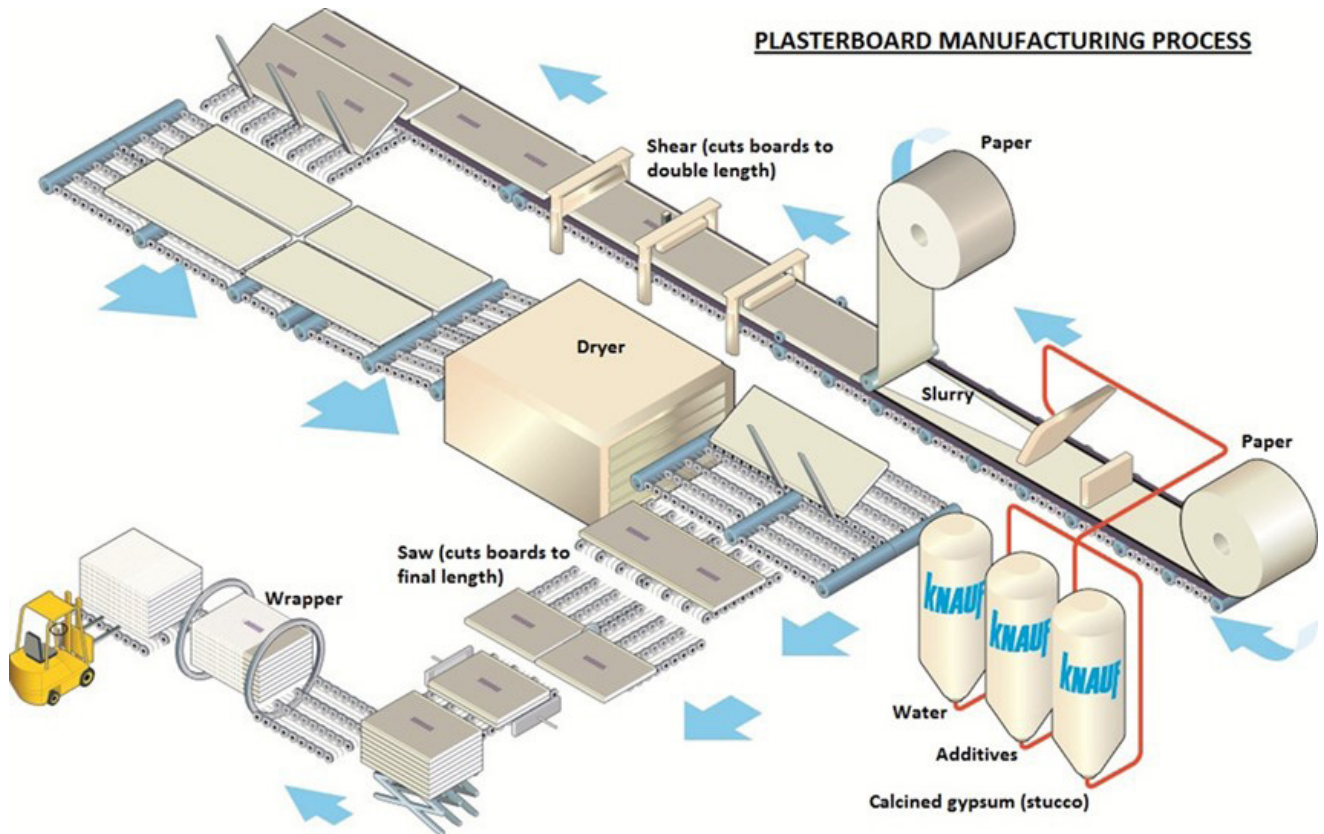 PLASTERBOARD MANUFACTURING PROCESS
Shear (cuts boards to
double length)
Paper
Dryer
Slurry
Paper
Saw (cuts boards to
final length)
Wrapper
KNAUF
KNAUF
KNAUF
Water
Additives
Calcined gypsum (stucco)